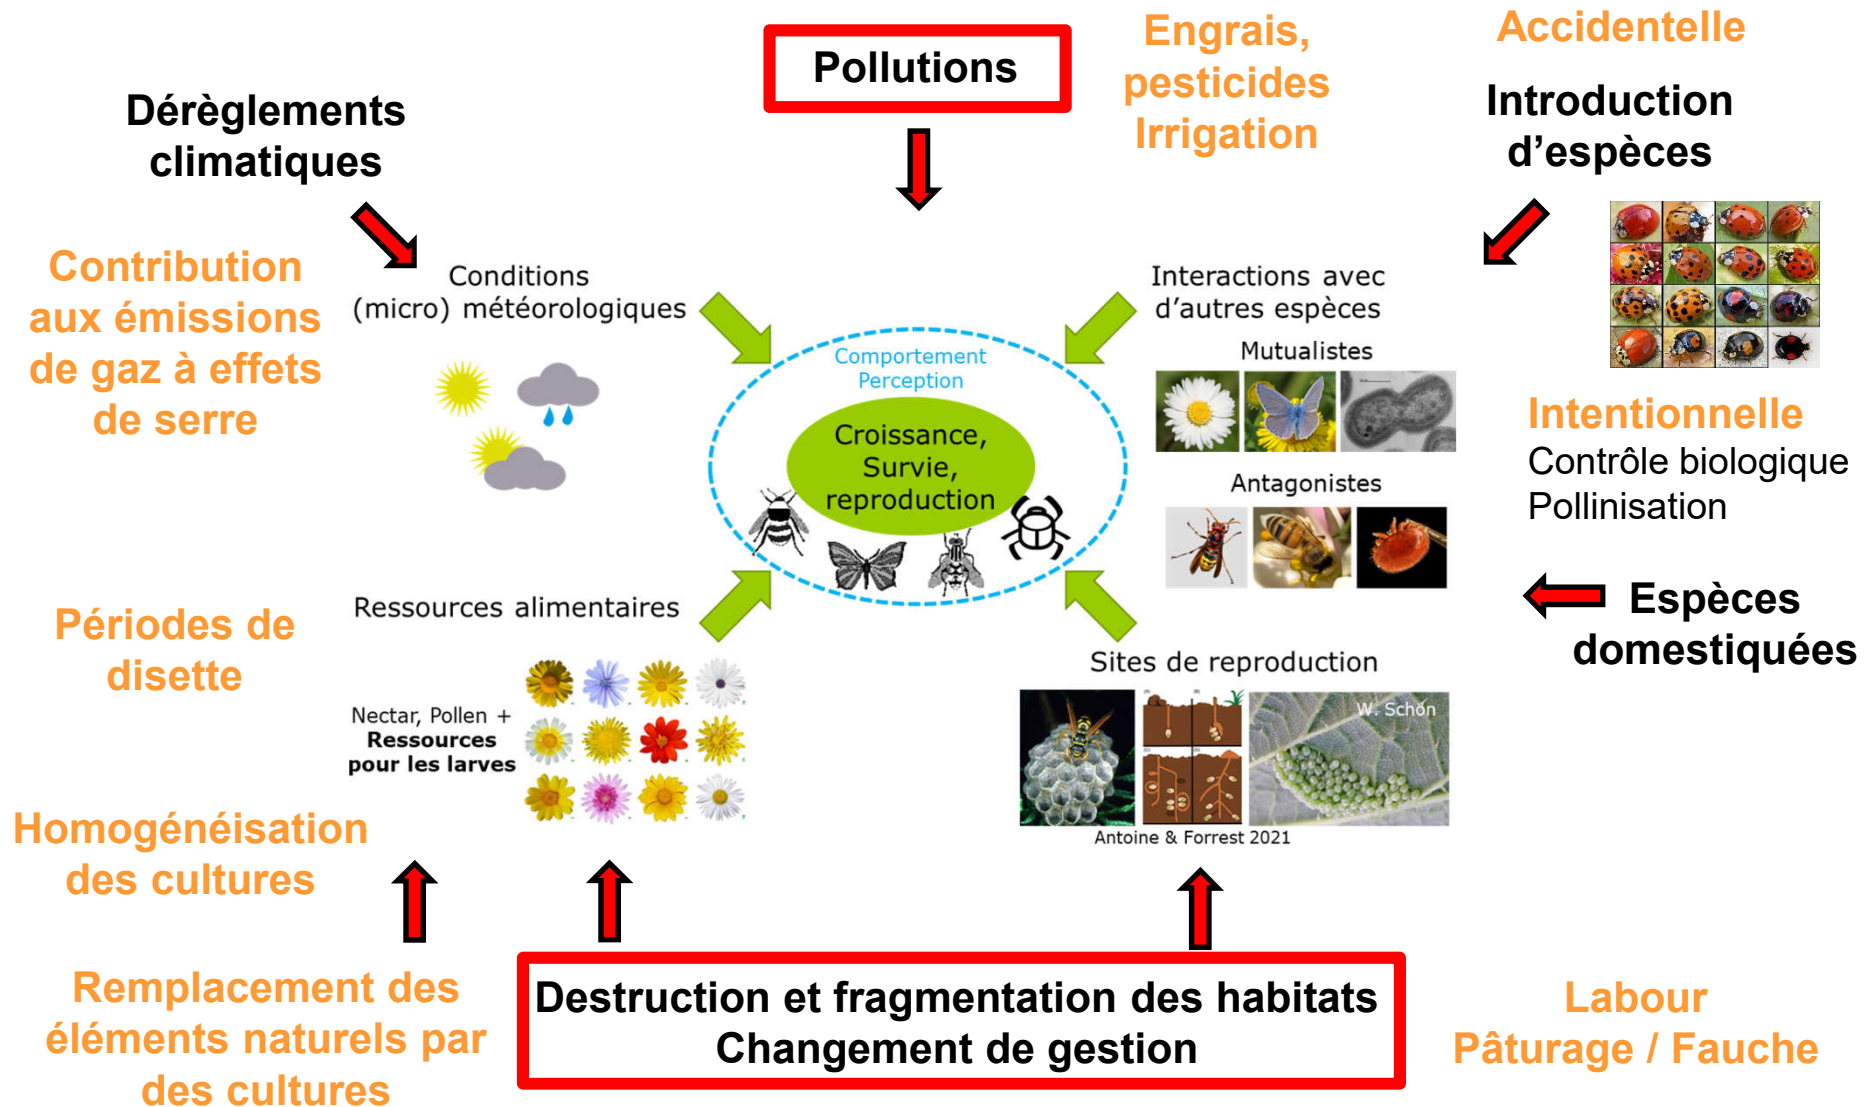 Pollutions
Engrais,
pesticides
Irrigation
Accidentelle
Introduction
d'espèces
Dérèglements
climatiques
Contribution
aux émissions
de gaz à effets
de serre
Conditions
(micro) météorologiques
Interactions avec
d'autres espèces
Mutualistes
Antagonistes
Comportement
Perception
Croissance,
Survie,
reproduction
Intentionnelle
Contrôle biologique
Pollinisation
Espèces
domestiquées
Périodes de
disette
Ressources alimentaires
Nectar, Pollen +
Ressources
pour les larves
Sites de reproduction
W. Schön
Antoine & Forrest 2021
Homogénéisation
des cultures
Remplacement des
éléments naturels par
des cultures
Destruction et fragmentation des habitats
Changement de gestion
Labour
Pâturage / Fauche